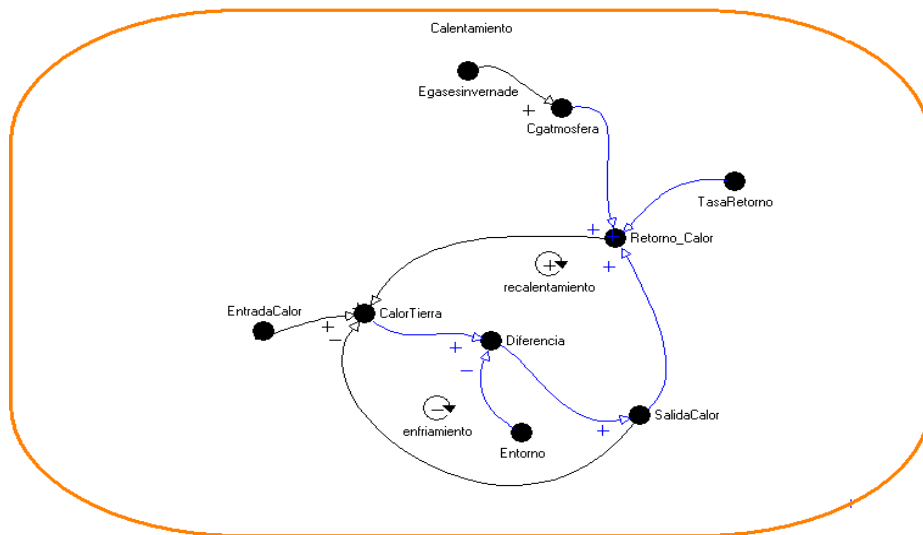 Calentamiento
Egasesinvernade
+
Cgatmosfera
TasaRetorno
+ +
Retorno_Calor
+
+
recalentamiento
EntradaCalor
CalorTierra
+
−
Diferencia
+
−
−
enfriamiento
SalidaCalor
+
Entorno